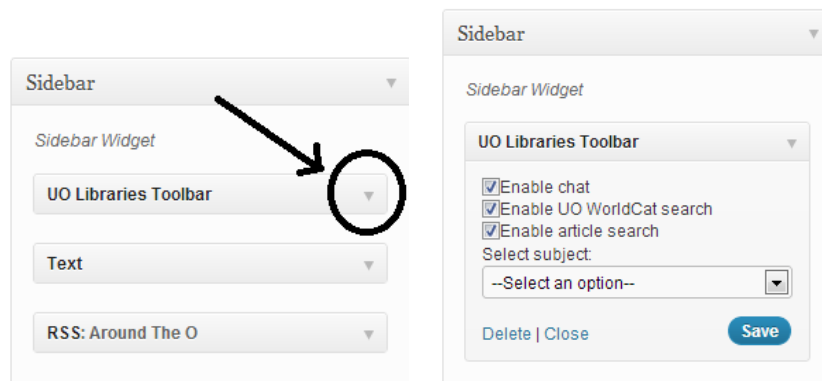 Sidebar
Sidebar Widget
UO Libraries Toolbar
Text
RSS: Around The O
Sidebar
Sidebar Widget
UO Libraries Toolbar
Enable chat
Enable UO WorldCat search
Enable article search
Select subject:
--Select an option--
Delete | Close
Save